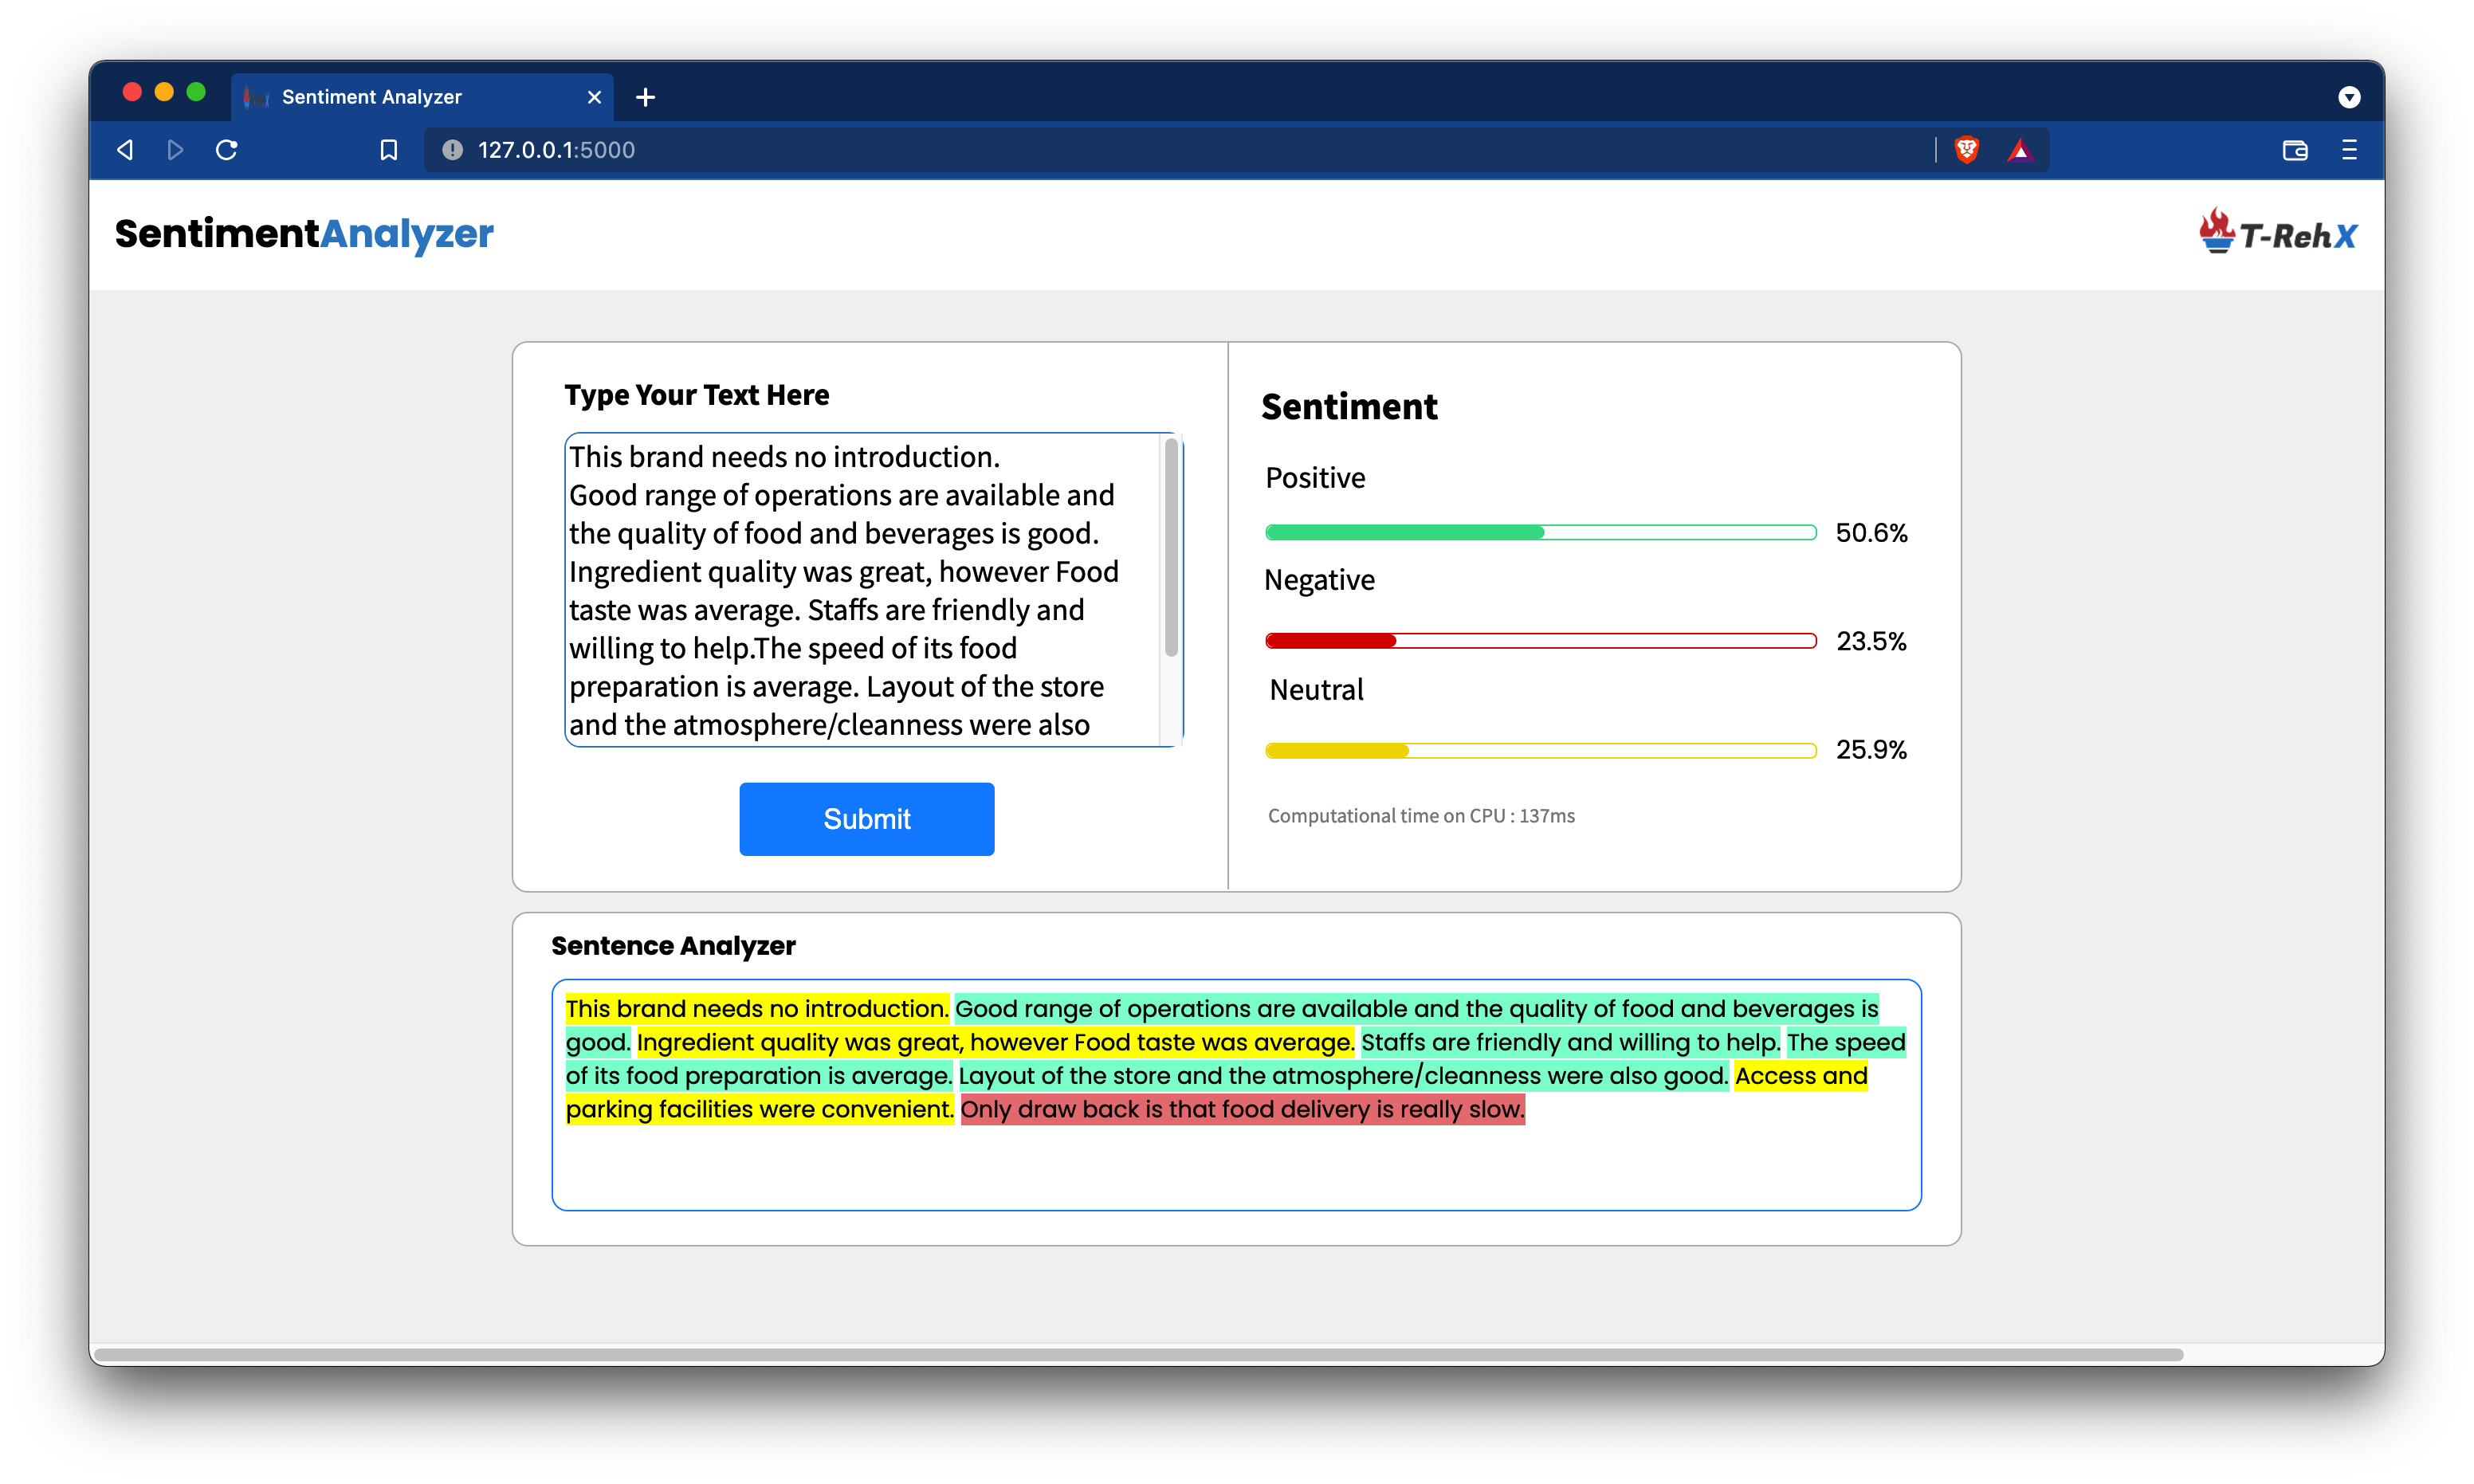 Sentiment Analyzer
127.0.0.1:5000
SentimentAnalyzer
T-RehX
Type Your Text Here
This brand needs no introduction.
Good range of operations are available and
the quality of food and beverages is good.
Ingredient quality was great, however Food
taste was average. Staffs are friendly and
willing to help.The speed of its food
preparation is average. Layout of the store
and the atmosphere/cleanness were also
Submit
Sentiment
Positive
50.6%
Negative
23.5%
Neutral
25.9%
Computational time on CPU : 137ms
Sentence Analyzer
This brand needs no introduction. Good range of operations are available and the quality of food and beverages is
good. Ingredient quality was great, however Food taste was average. Staffs are friendly and willing to help. The speed
of its food preparation is average. Layout of the store and the atmosphere/cleanness were also good. Access and
parking facilities were convenient. Only draw back is that food delivery is really slow.